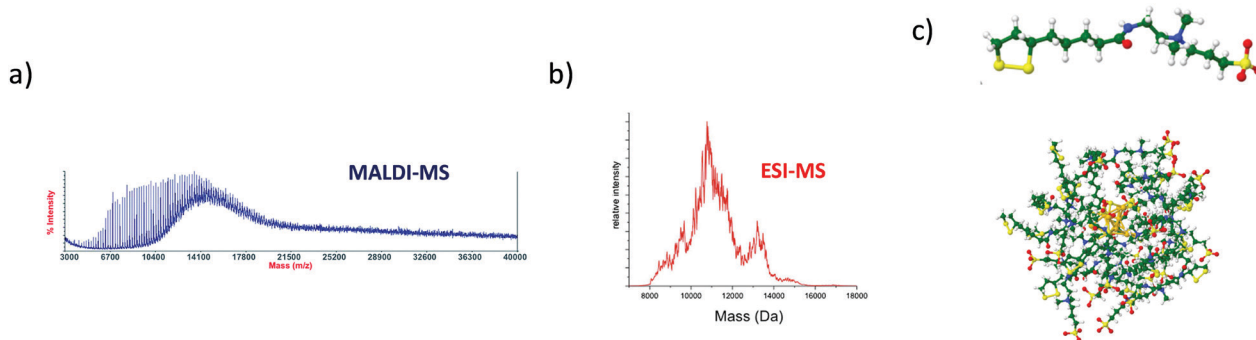 a)
MALDI-MS
% Intensity
3000 6700 10400 14100 17800 21500 25200 28900 32600 36300 40000
Mass (m/z)
b)
ESI-MS
relative intensity
8000 10000 12000 14000 16000 18000
Mass (Da)
c)